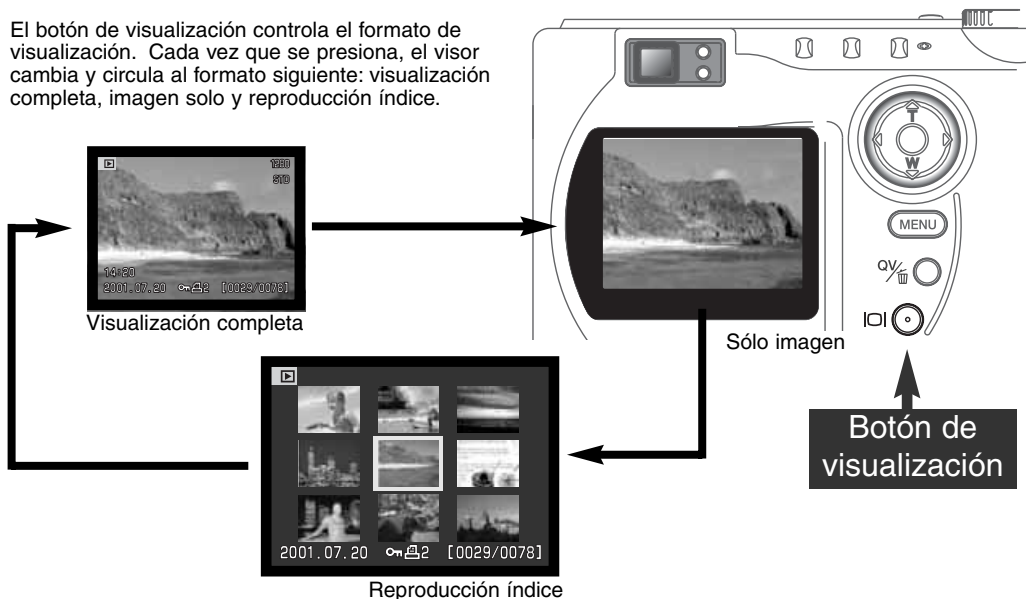 El botón de visualización controla el formato de
visualización. Cada vez que se presiona, el visor
cambia y circula al formato siguiente: visualización
completa, imagen solo y reproducción índice.
1280
STD
14:20
2001.07.20 2 [0029/0078]
Visualización completa
T
W
MENU
QV/
Sólo imagen
Botón de
visualización
2001.07.20 2 [0029/0078]
Reproducción índice